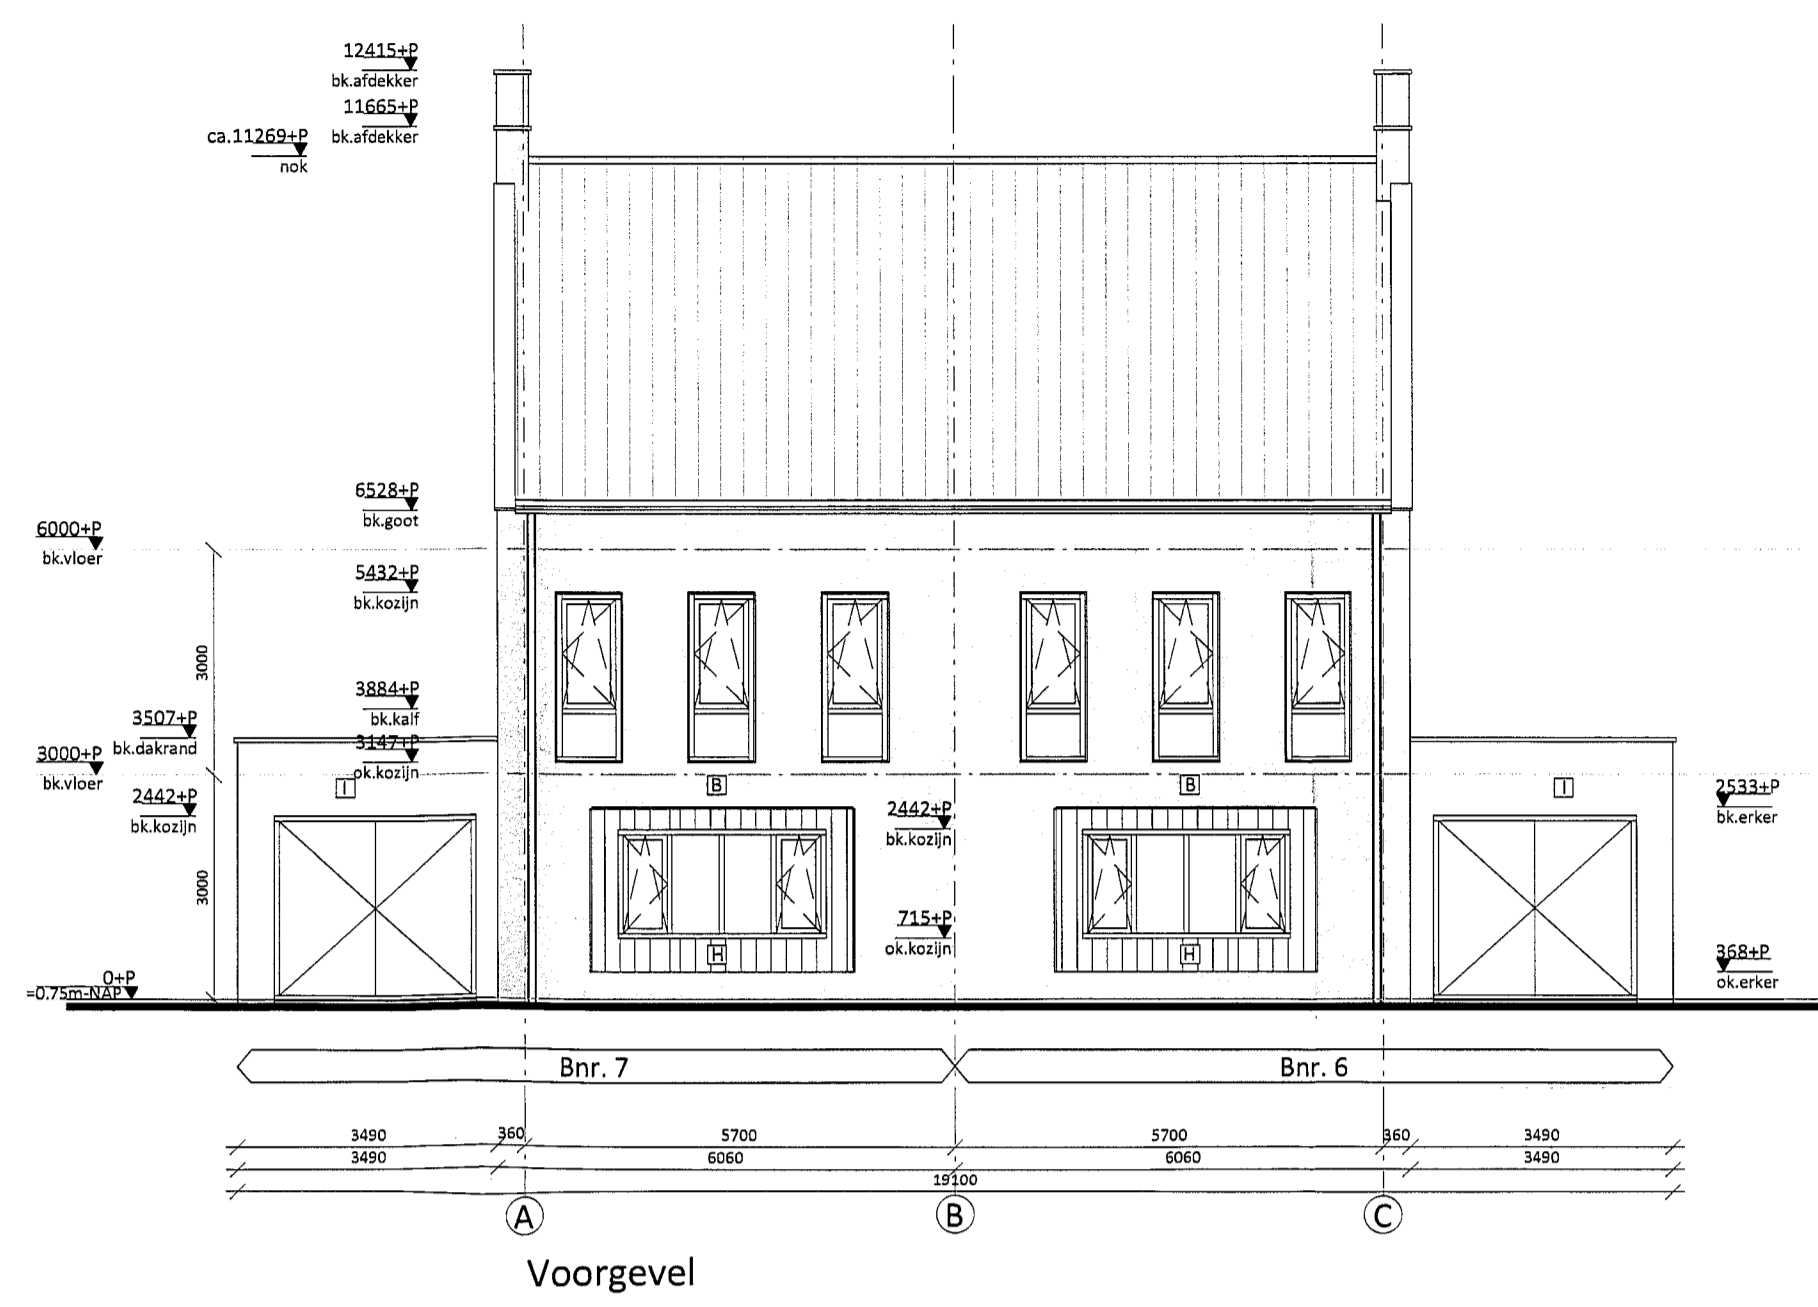 12415+P
bk.afdekker
11665+P
bk.afdekker
ca.11269+P
nok
6528+P
bk.goot
6000+P
bk.vloer
5432+P
bk.kozijn
3000
3884+P
bk.kalf
3507+P
bk.dakrand
3147+P
ok.kozijn
3000+P
bk.vloer
I
B
B
I
2442+P
bk.kozijn
2442+P
bk.kozijn
2533+P
bk.erker
3000
715+P
ok.kozijn
H
H
368+P
ok.erker
0+P
=0.75m-NAP
Bnr. 7
Bnr. 6
3490 360 5700 5700 360 3490
3490 6060 6060 3490
19100
A B C
Voorgevel